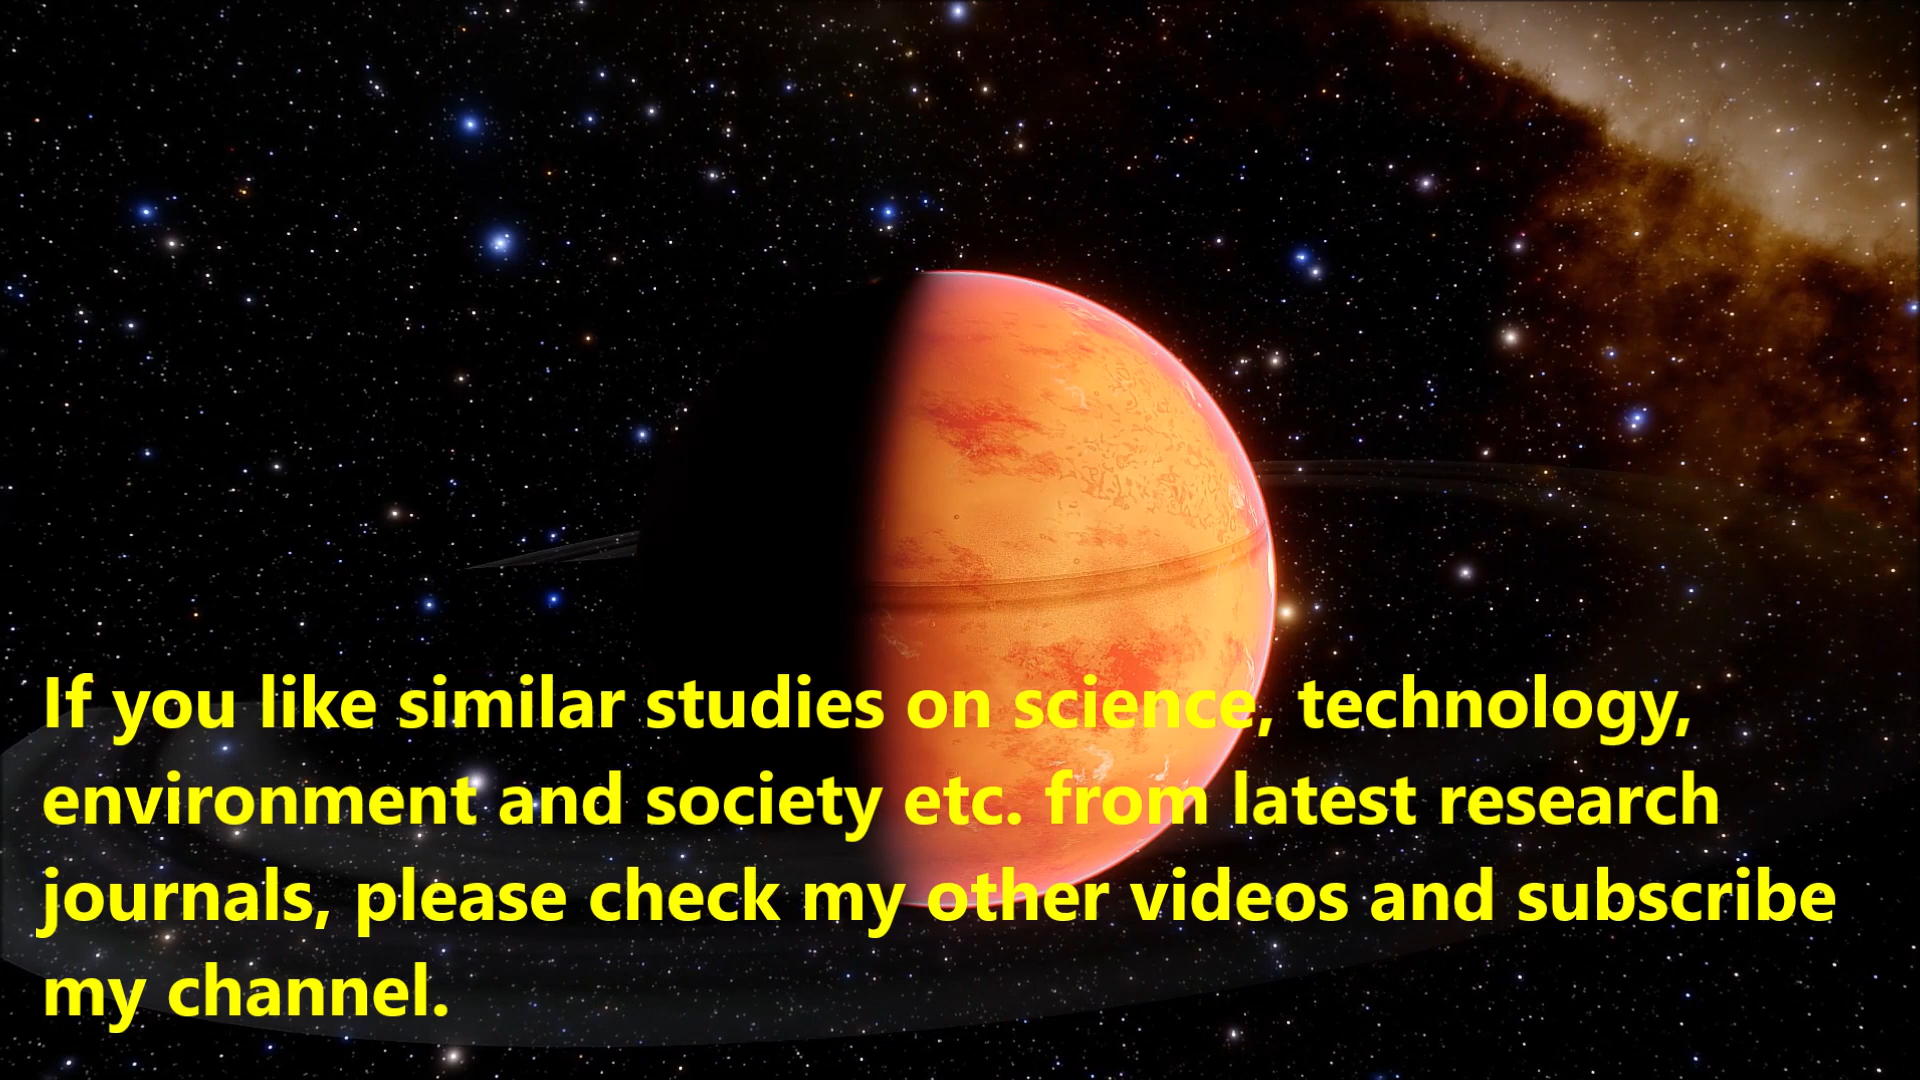 If you like similar studies on science, technology,
environment and society etc. from latest research
journals, please check my other videos and subscribe
my channel.